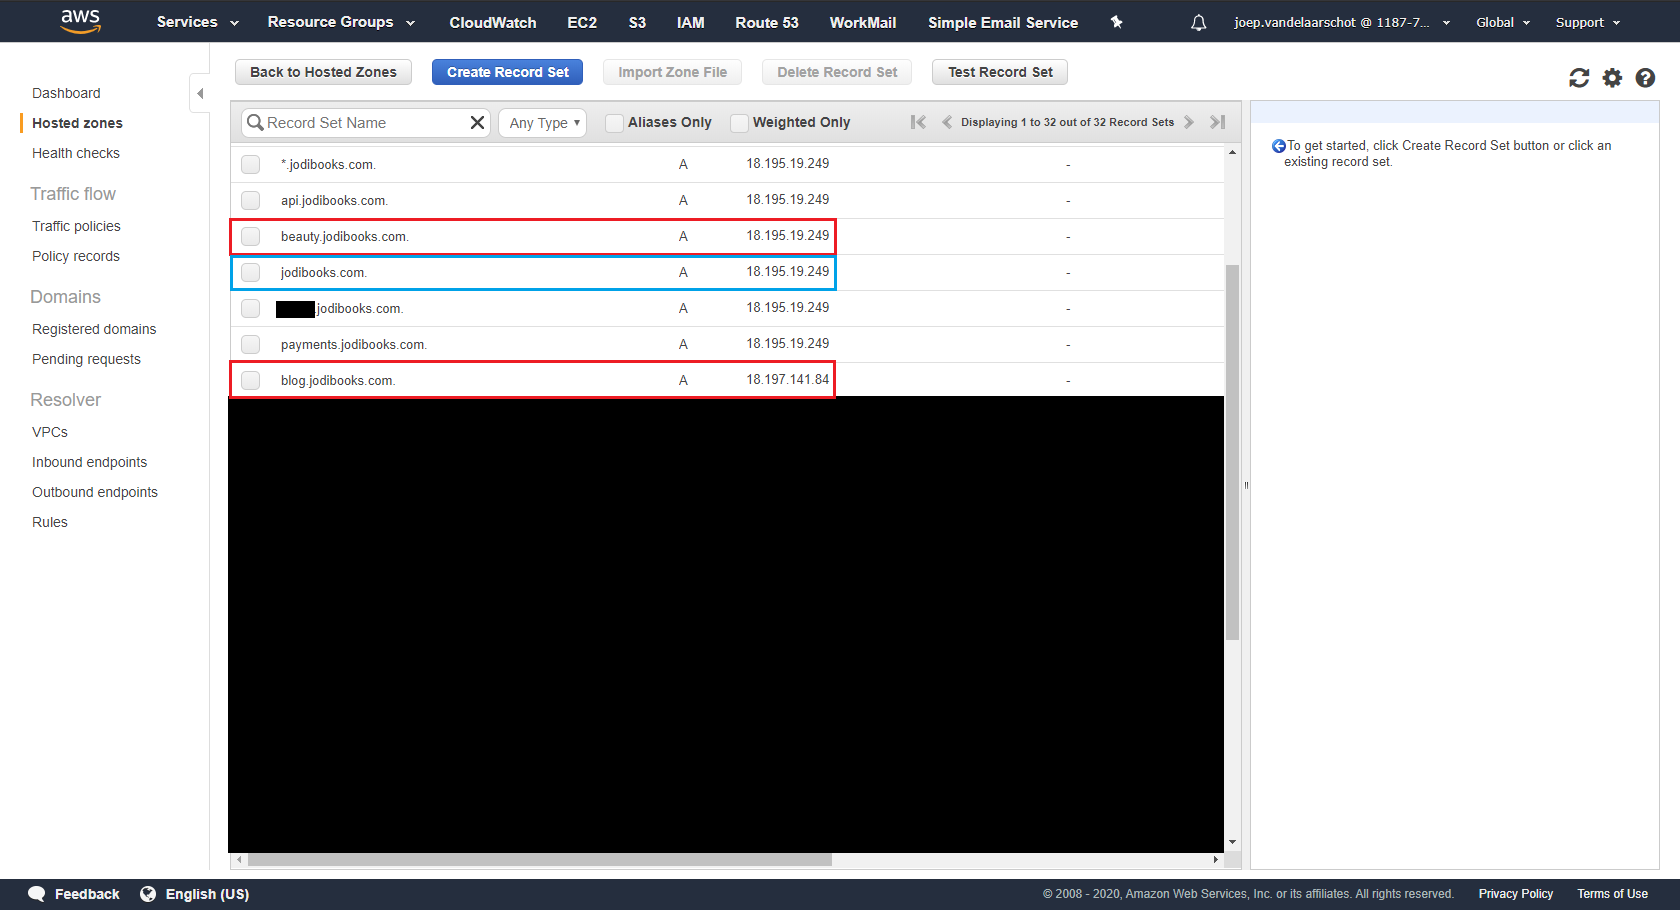 aws Services Resource Groups CloudWatch EC2 S3 IAM Route 53 WorkMail Simple Email Service joep.vandelaarschot @ 1187-7... Global Support
Back to Hosted Zones Create Record Set Import Zone File Delete Record Set Test Record Set
Dashboard
Hosted zones
Health checks
Traffic flow
Traffic policies
Policy records
Domains
Registered domains
Pending requests
Resolver
VPCs
Inbound endpoints
Outbound endpoints
Rules
Record Set Name Any Type Aliases Only Weighted Only Displaying 1 to 32 out of 32 Record Sets
*.jodibooks.com. A 18.195.19.249 -
api.jodibooks.com. A 18.195.19.249 -
beauty.jodibooks.com. A 18.195.19.249 -
jodibooks.com. A 18.195.19.249 -
.jodibooks.com. A 18.195.19.249 -
payments.jodibooks.com. A 18.195.19.249 -
blog.jodibooks.com. A 18.197.141.84 -
To get started, click Create Record Set button or click an
existing record set.
Feedback English (US) © 2008 - 2020, Amazon Web Services, Inc. or its affiliates. All rights reserved. Privacy Policy Terms of Use